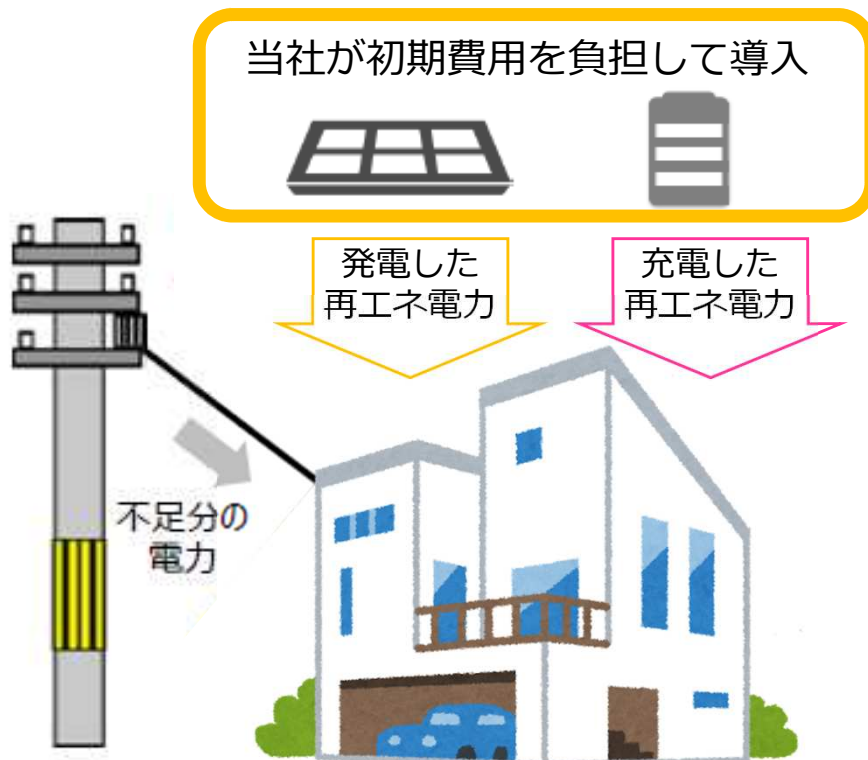 当社が初期費用を負担して導入
発電した
再エネ電力
充電した
再エネ電力
不足分の
電力